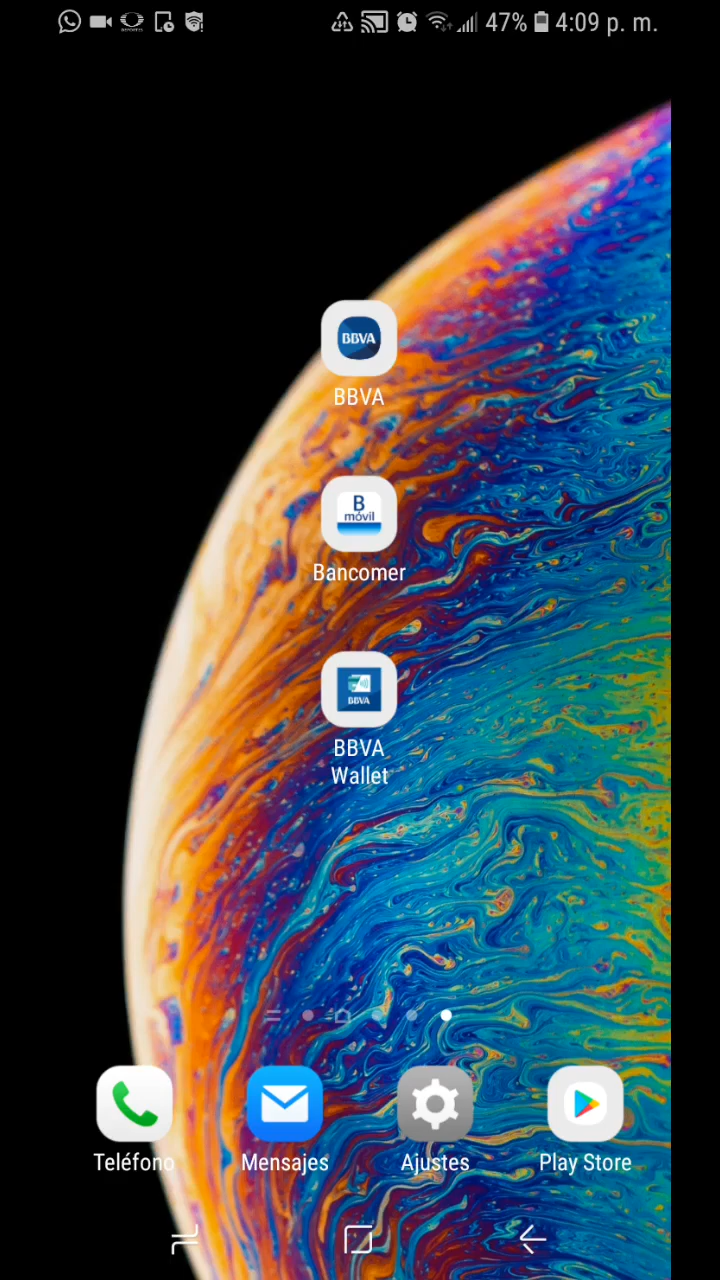 47% 4:09 p. m.
BBVA
BBVA
B
móvil
Bancomer
BBVA
BBVA
Wallet
Teléfono
Mensajes
Ajustes
Play Store